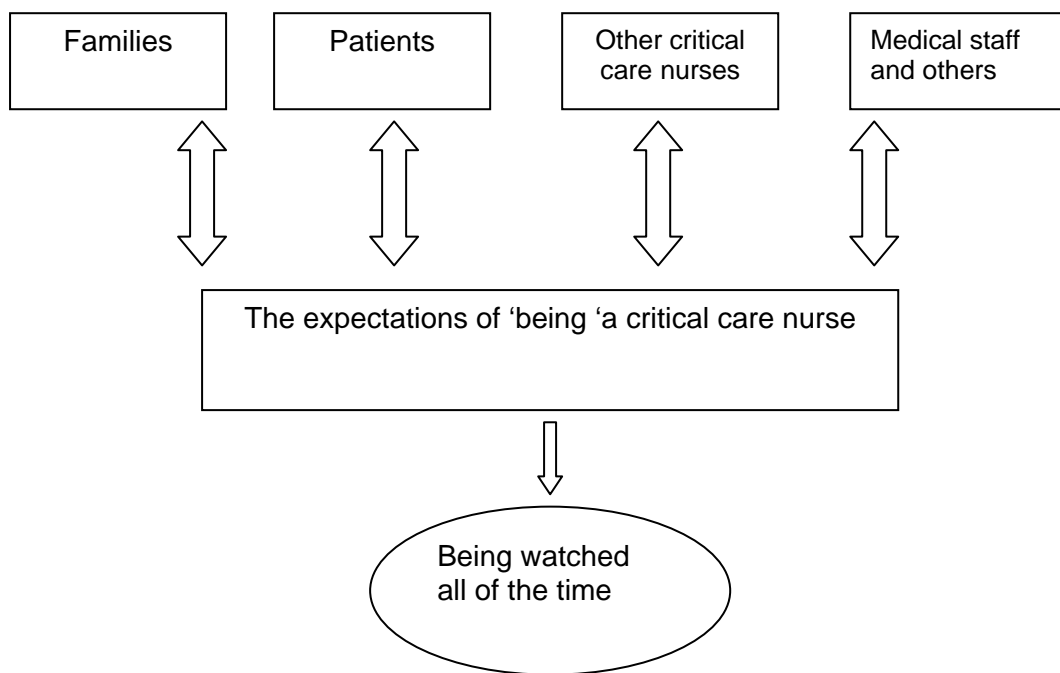 Families
Patients
Other critical
care nurses
Medical staff
and others
The expectations of ‘being ‘a critical care nurse
Being watched
all of the time